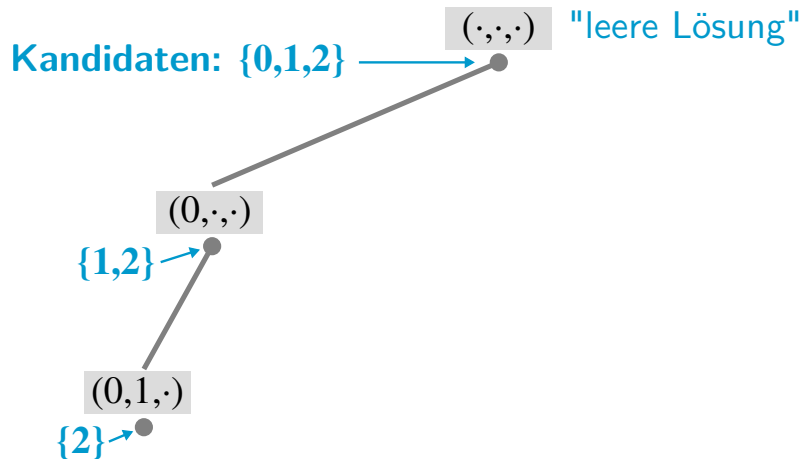 (·,·,·) "leere Lösung"
Kandidaten: {0,1,2}
(0,·,·)
{1,2}
(0,1,·)
{2}